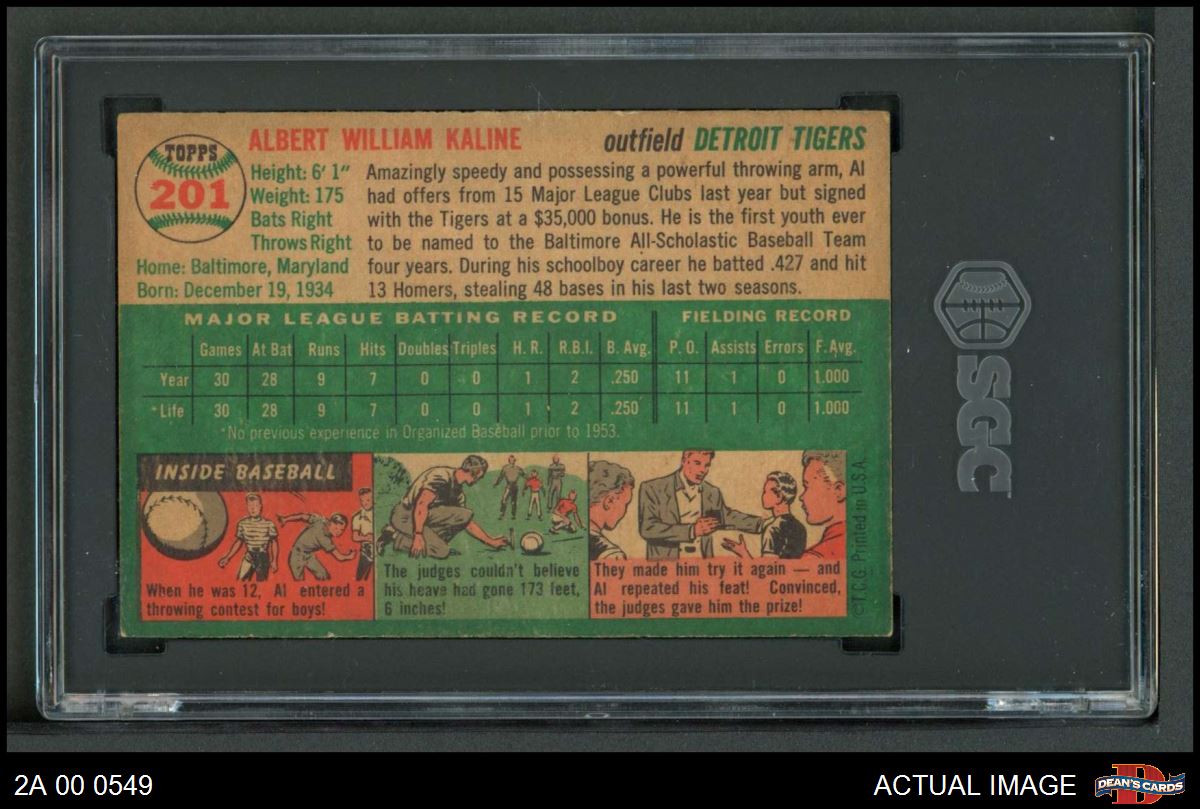 TOPPS
201
ALBERT WILLIAM KALINE
outfield DETROIT TIGERS
Height: 6' 1"
Weight: 175
Bats Right
Throws Right
Home: Baltimore, Maryland
Born: December 19, 1934
Amazingly speedy and possessing a powerful throwing arm, Al
had offers from 15 Major League Clubs last year but signed
with the Tigers at a $35,000 bonus. He is the first youth ever
to be named to the Baltimore All-Scholastic Baseball Team
four years. During his schoolboy career he batted .427 and hit
13 Homers, stealing 48 bases in his last two seasons.
MAJOR LEAGUE BATTING RECORD FIELDING RECORD
Games At Bat Runs Hits Doubles Triples H. R. R.B.I. B. Avg. P. O. Assists Errors F. Avg.
Year 30 28 9 7 0 0 1 2 .250 11 1 0 1.000
*Life 30 28 9 7 0 0 1 2 .250 11 1 0 1.000
*No previous experience in Organized Baseball prior to 1953.
INSIDE BASEBALL
When he was 12, Al entered a
throwing contest for boys!
The judges couldn't believe
his heave had gone 173 feet,
6 inches!
They made him try it again — and
Al repeated his feat! Convinced,
the judges gave him the prize!
©T.C.G. Printed in U.S.A.
SGC
2A 00 0549
ACTUAL IMAGE
D
DEAN'S CARDS